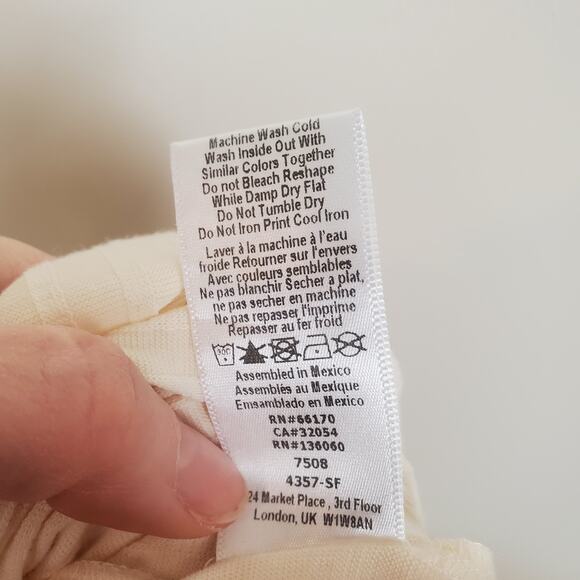 Machine Wash Cold
Wash Inside Out With
Similar Colors Together
Do not Bleach Reshape
While Damp Dry Flat
Do Not Tumble Dry
Do Not Iron Print Cool Iron
Laver à la machine à l'eau
froide Retourner sur l'envers
Avec couleurs semblables
Ne pas blanchir Secher a plat,
ne pas secher en machine
Ne pas repasser l'imprime
Repasser au fer froid
Assembled in Mexico
Assemblés au Mexique
Ensamblado en Mexico
RN#66170
CA#32054
RN#136060
7508
4357-SF
24 Market Place , 3rd Floor
London, UK W1W8AN